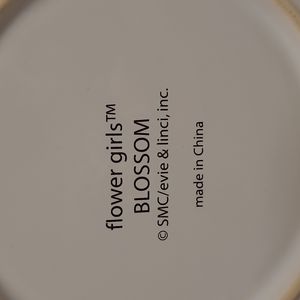 flower girls™
BLOSSOM
© SMC/evie & linci, inc.
made in China